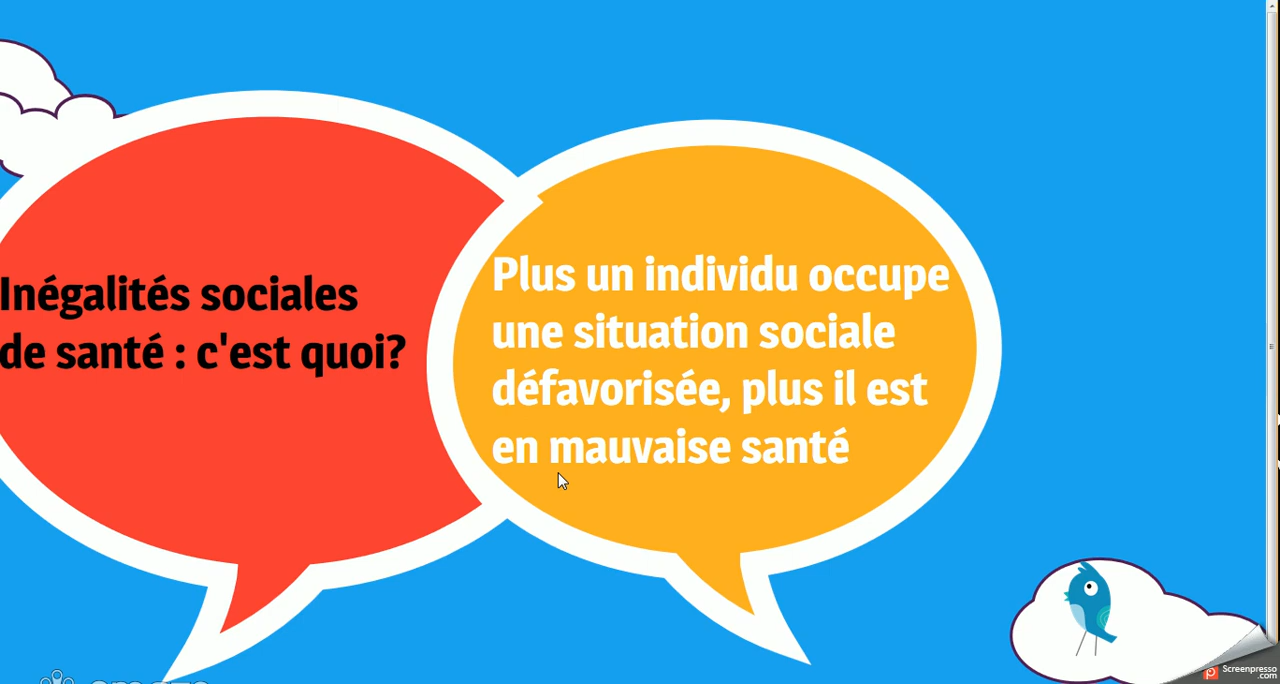 Inégalités sociales
de santé : c'est quoi?
Plus un individu occupe
une situation sociale
défavorisée, plus il est
en mauvaise santé
Screenpresso
.com